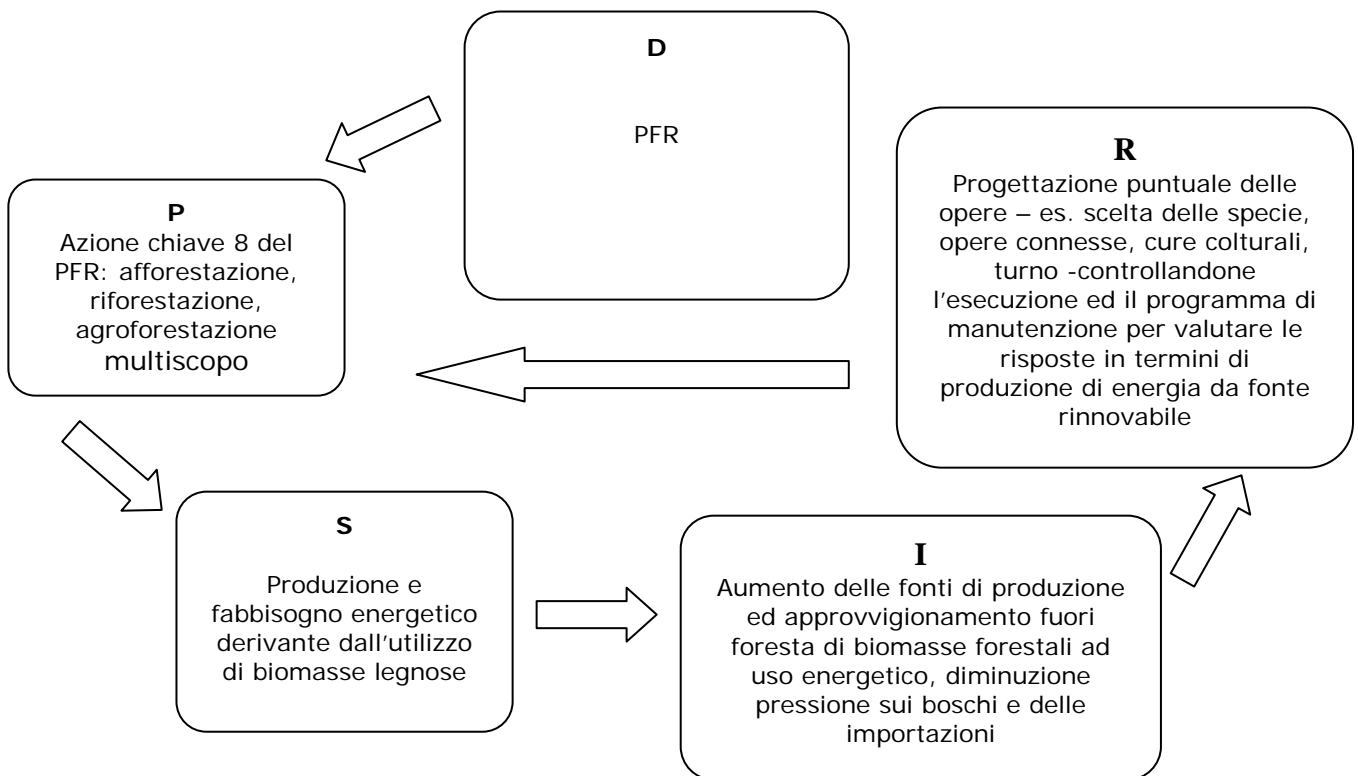 D
PFR
P
Azione chiave 8 del
PFR: afforestazione,
riforestazione,
agroforestazione
multiscopo
R
Progettazione puntuale delle
opere – es. scelta delle specie,
opere connesse, cure colturali,
turno -controllandone
l'esecuzione ed il programma di
manutenzione per valutare le
risposte in termini di
produzione di energia da fonte
rinnovabile
S
Produzione e
fabbisogno energetico
derivante dall'utilizzo
di biomasse legnose
I
Aumento delle fonti di produzione
ed approvvigionamento fuori
foresta di biomasse forestali ad
uso energetico, diminuzione
pressione sui boschi e delle
importazioni